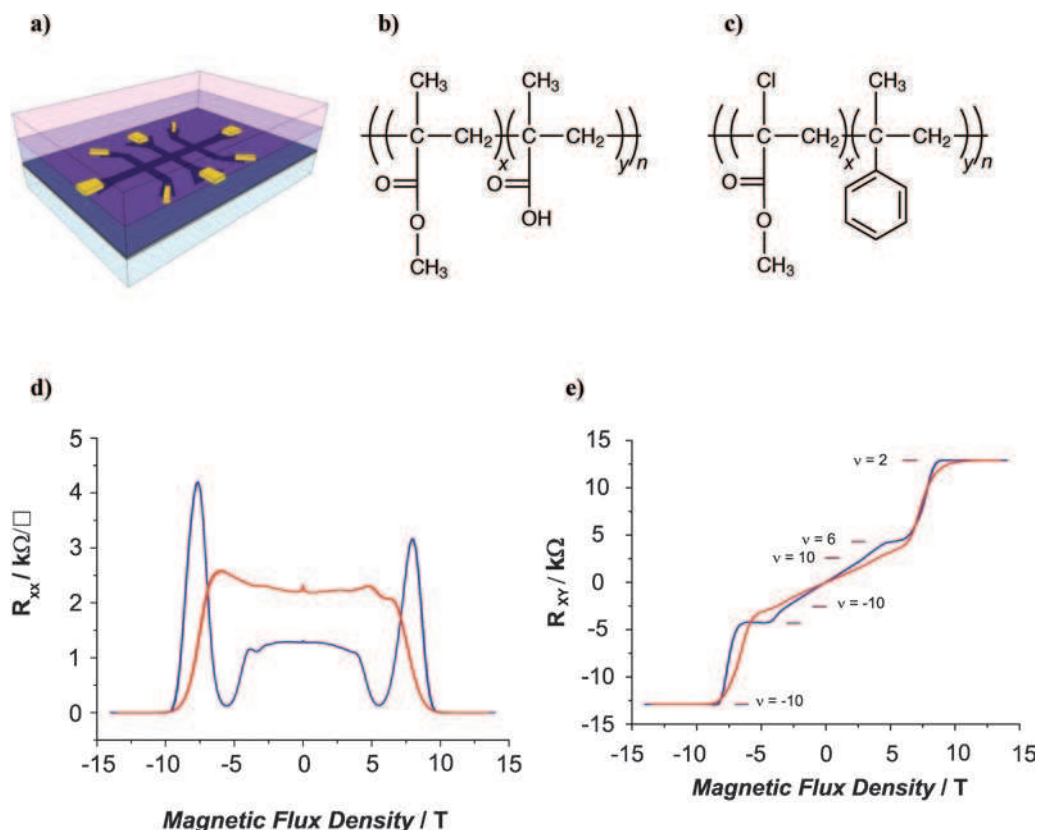 a)
b)
c)
CH₃
CH₃
C
CH₂
C
CH₂
x
y
n
O
O
OH
O
CH₃
Cl
CH₃
C
CH₂
C
CH₂
x
y
n
O
O
CH₃
d)
R xx / kΩ/□
5
4
3
2
1
0
-15
-10
-5
0
5
10
15
Magnetic Flux Density / T
e)
R XY / kΩ
15
10
5
0
-5
-10
-15
ν = 2
ν = 6
ν = 10
ν = -10
ν = -10
-15
-10
-5
0
5
10
15
Magnetic Flux Density / T